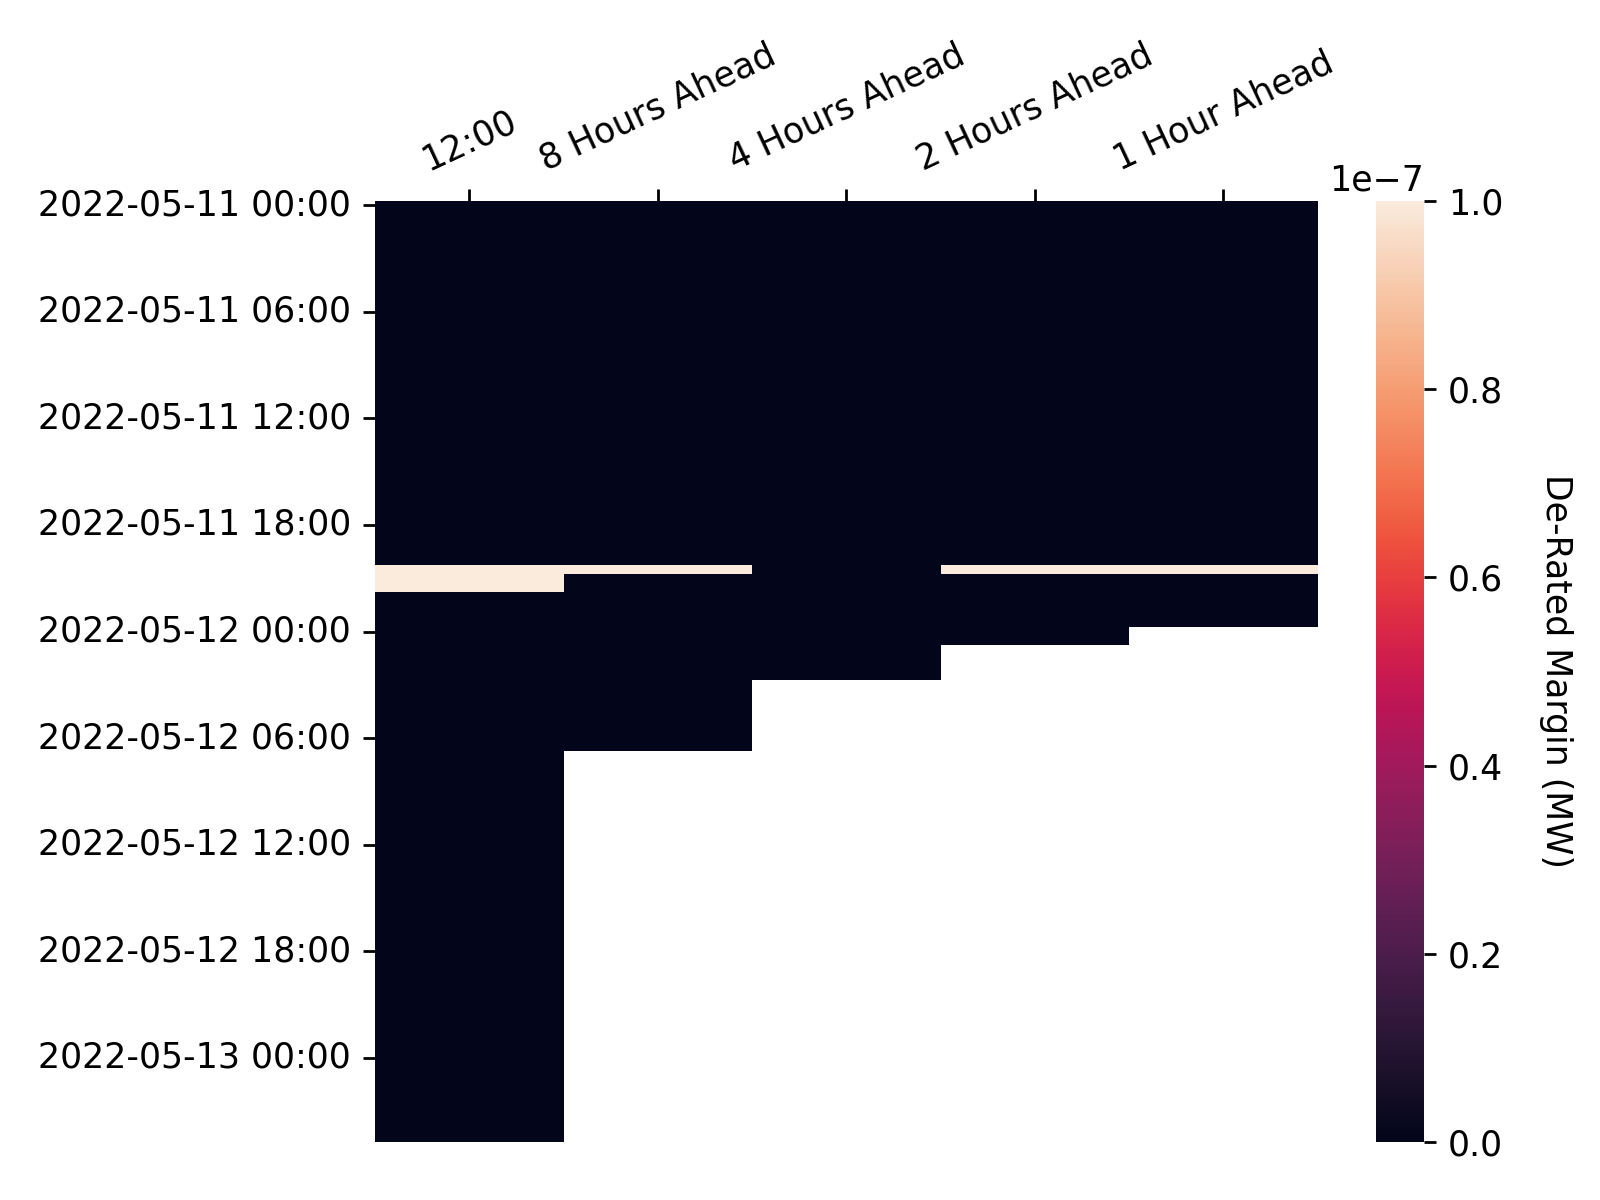 12:00
8 Hours Ahead
4 Hours Ahead
2 Hours Ahead
1 Hour Ahead
1e−7
2022-05-11 00:00
2022-05-11 06:00
2022-05-11 12:00
2022-05-11 18:00
2022-05-12 00:00
2022-05-12 06:00
2022-05-12 12:00
2022-05-12 18:00
2022-05-13 00:00
1.0
0.8
0.6
0.4
0.2
0.0
De-Rated Margin (MW)